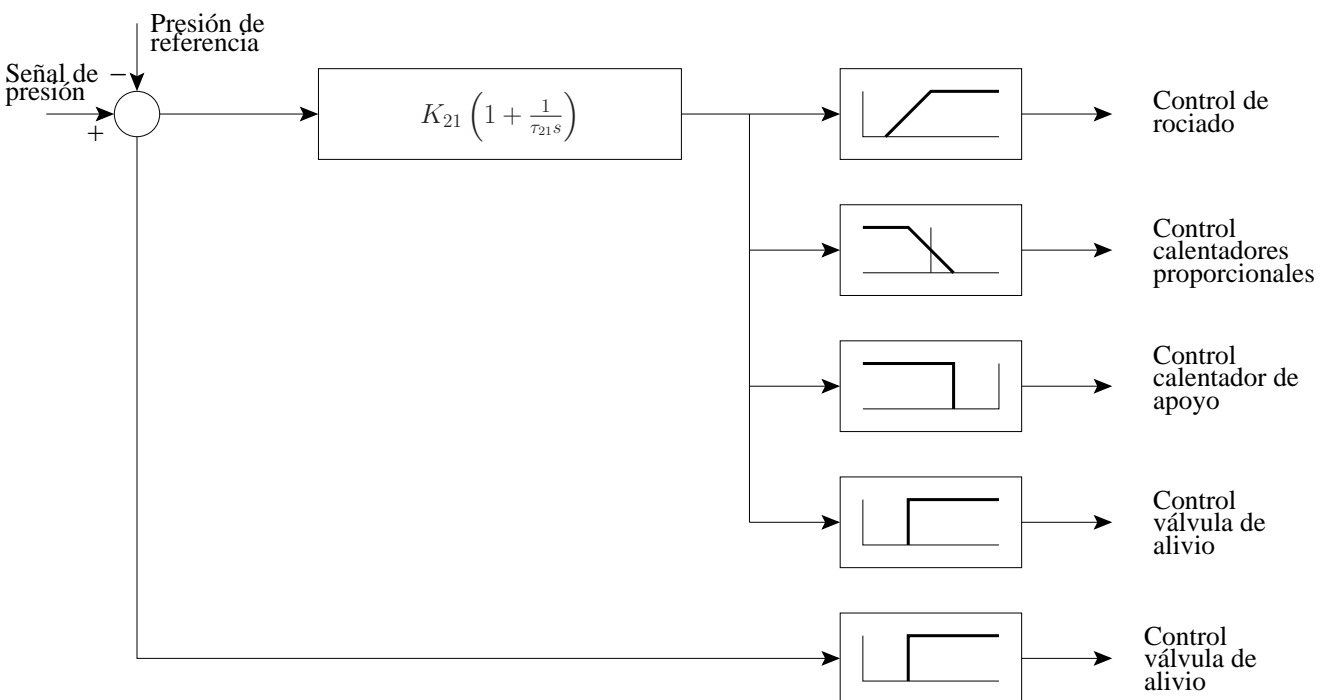 Presión de
referencia
Señal de
presión
−
+
K₂₁ (1 + 1/τ₂₁s)
Control de
rociado
Control
calentadores
proporcionales
Control
calentador de
apoyo
Control
válvula de
alivio
Control
válvula de
alivio